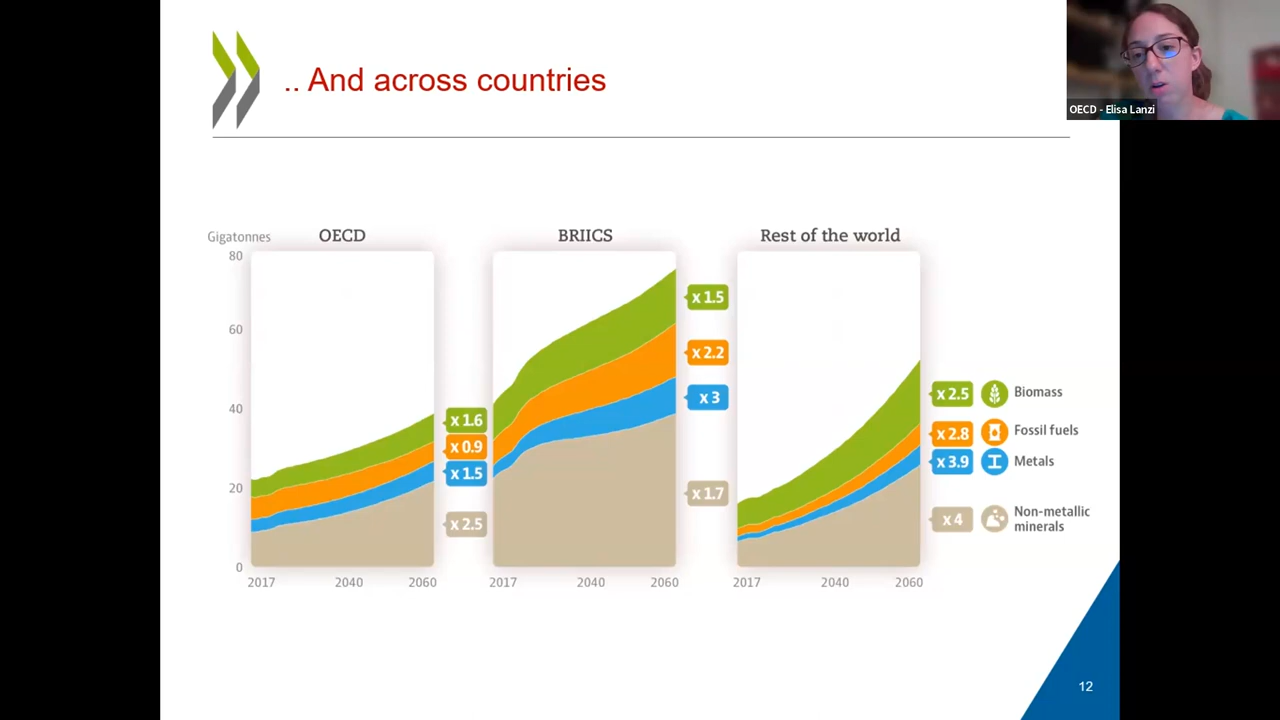 .. And across countries
OECD - Elisa Lanzi
Gigatonnes
OECD
BRIICS
Rest of the world
80
60
40
20
0
x 1.6
x 0.9
x 1.5
x 2.5
x 1.5
x 2.2
x 3
x 1.7
x 2.5
x 2.8
x 3.9
x 4
Biomass
Fossil fuels
Metals
Non-metallic
minerals
2017
2040
2060
2017
2040
2060
2017
2040
2060
12